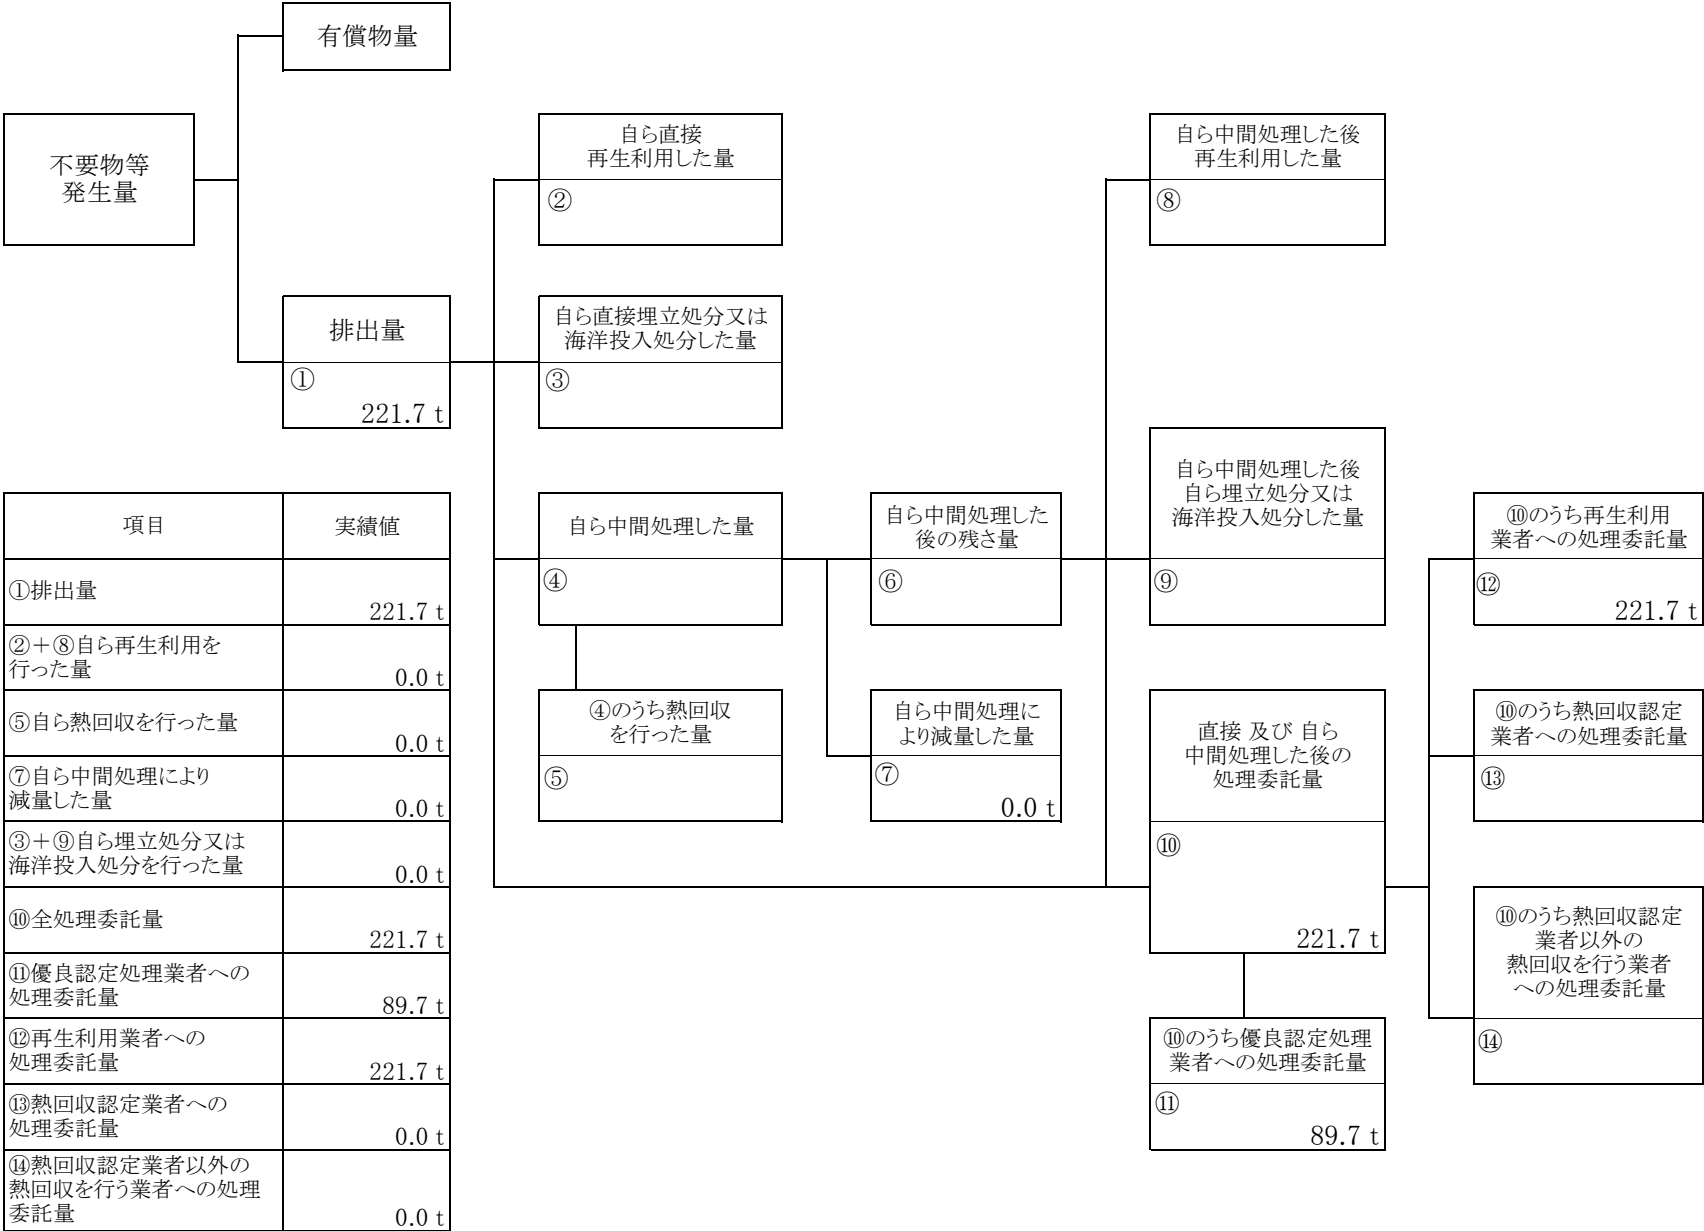 有償物量
不要物等
発生量
自ら直接
再生利用した量
②
自ら中間処理した後
再生利用した量
⑧
排出量
①
221.7 t
自ら直接埋立処分又は
海洋投入処分した量
③
自ら中間処理した後
自ら埋立処分又は
海洋投入処分した量
⑨
自ら中間処理した量
④
自ら中間処理した
後の残さ量
⑥
⑩のうち再生利用
業者への処理委託量
⑫
221.7 t
④のうち熱回収
を行った量
⑤
自ら中間処理に
より減量した量
⑦
0.0 t
直接 及び 自ら
中間処理した後の
処理委託量
⑩
221.7 t
⑩のうち熱回収認定
業者への処理委託量
⑬
⑩のうち熱回収認定
業者以外の
熱回収を行う業者
への処理委託量
⑭
⑩のうち優良認定処理
業者への処理委託量
⑪
89.7 t
項目 実績値
①排出量
221.7 t
②＋⑧自ら再生利用を
行った量
0.0 t
⑤自ら熱回収を行った量
0.0 t
⑦自ら中間処理により
減量した量
0.0 t
③＋⑨自ら埋立処分又は
海洋投入処分を行った量
0.0 t
⑩全処理委託量
221.7 t
⑪優良認定処理業者への
処理委託量
89.7 t
⑫再生利用業者への
処理委託量
221.7 t
⑬熱回収認定業者への
処理委託量
0.0 t
⑭熱回収認定業者以外の
熱回収を行う業者への処理
委託量
0.0 t